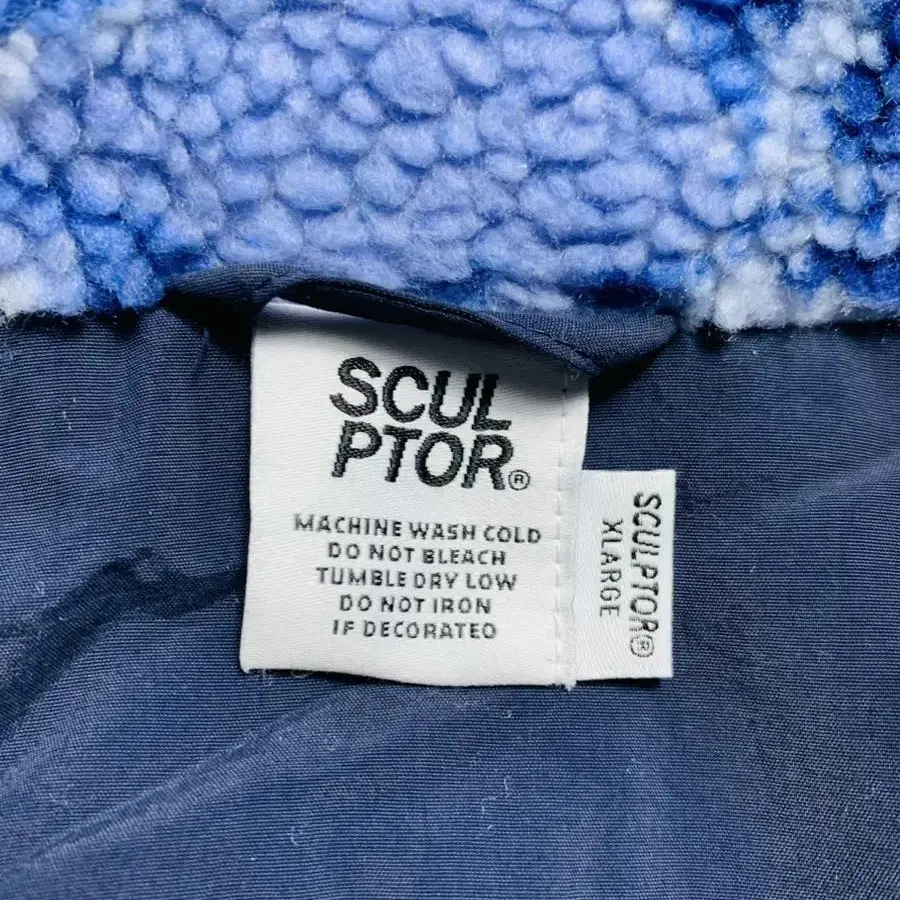 SCUL
PTOR®
MACHINE WASH COLD
DO NOT BLEACH
TUMBLE DRY LOW
DO NOT IRON
IF DECORATED
SCULPTOR®
XLARGE